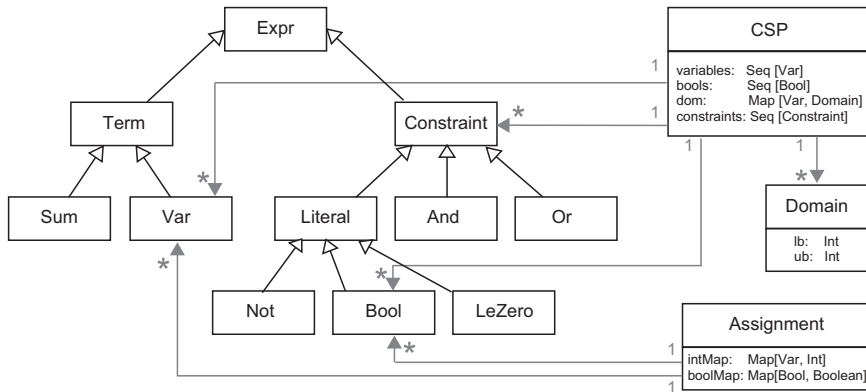 Expr
CSP
variables: Seq [Var]
bools: Seq [Bool]
dom: Map [Var, Domain]
constraints: Seq [Constraint]
1
1
*
Term
Constraint
1
1
*
*
Sum
Var
Literal
And
Or
Domain
lb: Int
ub: Int
*
*
Not
Bool
LeZero
Assignment
intMap: Map[Var, Int]
boolMap: Map[Bool, Boolean]
*
1
1